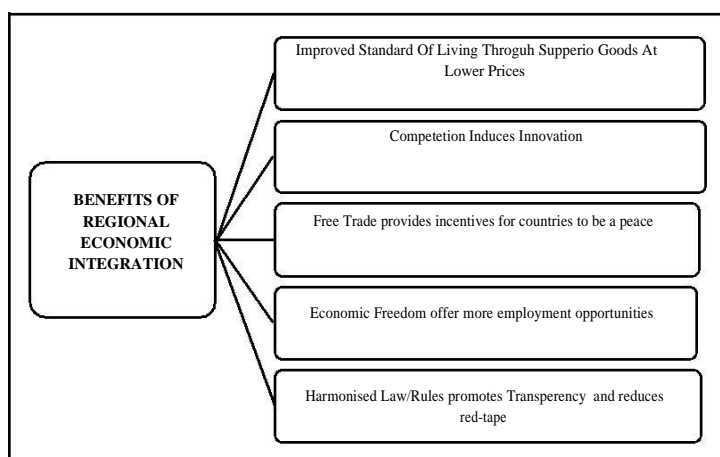 Improved Standard Of Living Throguh Supperio Goods At
Lower Prices
Competetion Induces Innovation
BENEFITS OF
REGIONAL
ECONOMIC
INTEGRATION
Free Trade provides incentives for countries to be a peace
Economic Freedom offer more employment opportunities
Harmonised Law/Rules promotes Transperency and reduces
red-tape